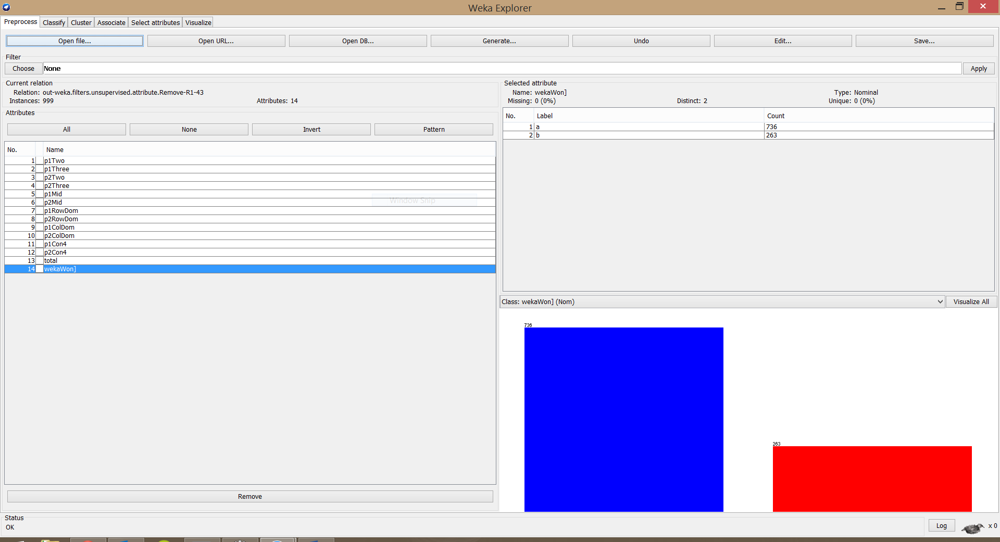 Weka Explorer
Preprocess Classify Cluster Associate Select attributes Visualize
Open file... Open URL... Open DB... Generate... Undo Edit... Save...
Filter
Choose None Apply
Current relation
Relation: out-weka.filters.unsupervised.attribute.Remove-R1-43
Instances: 999 Attributes: 14
Attributes
All None Invert Pattern
No. Name
1 p1Two
2 p1Three
3 p2Two
4 p2Three
5 p1Mid
6 p2Mid
7 p1RowDom
8 p2RowDom
9 p1ColDom
10 p2ColDom
11 p1Con4
12 p2Con4
13 total
14 wekaWon]
Window Snip
Remove
Selected attribute
Name: wekaWon] Type: Nominal
Missing: 0 (0%) Distinct: 2 Unique: 0 (0%)
No. Label Count
1 a 736
2 b 263
Class: wekaWon] (Nom) Visualize All
736
263
Status
OK
Log x 0